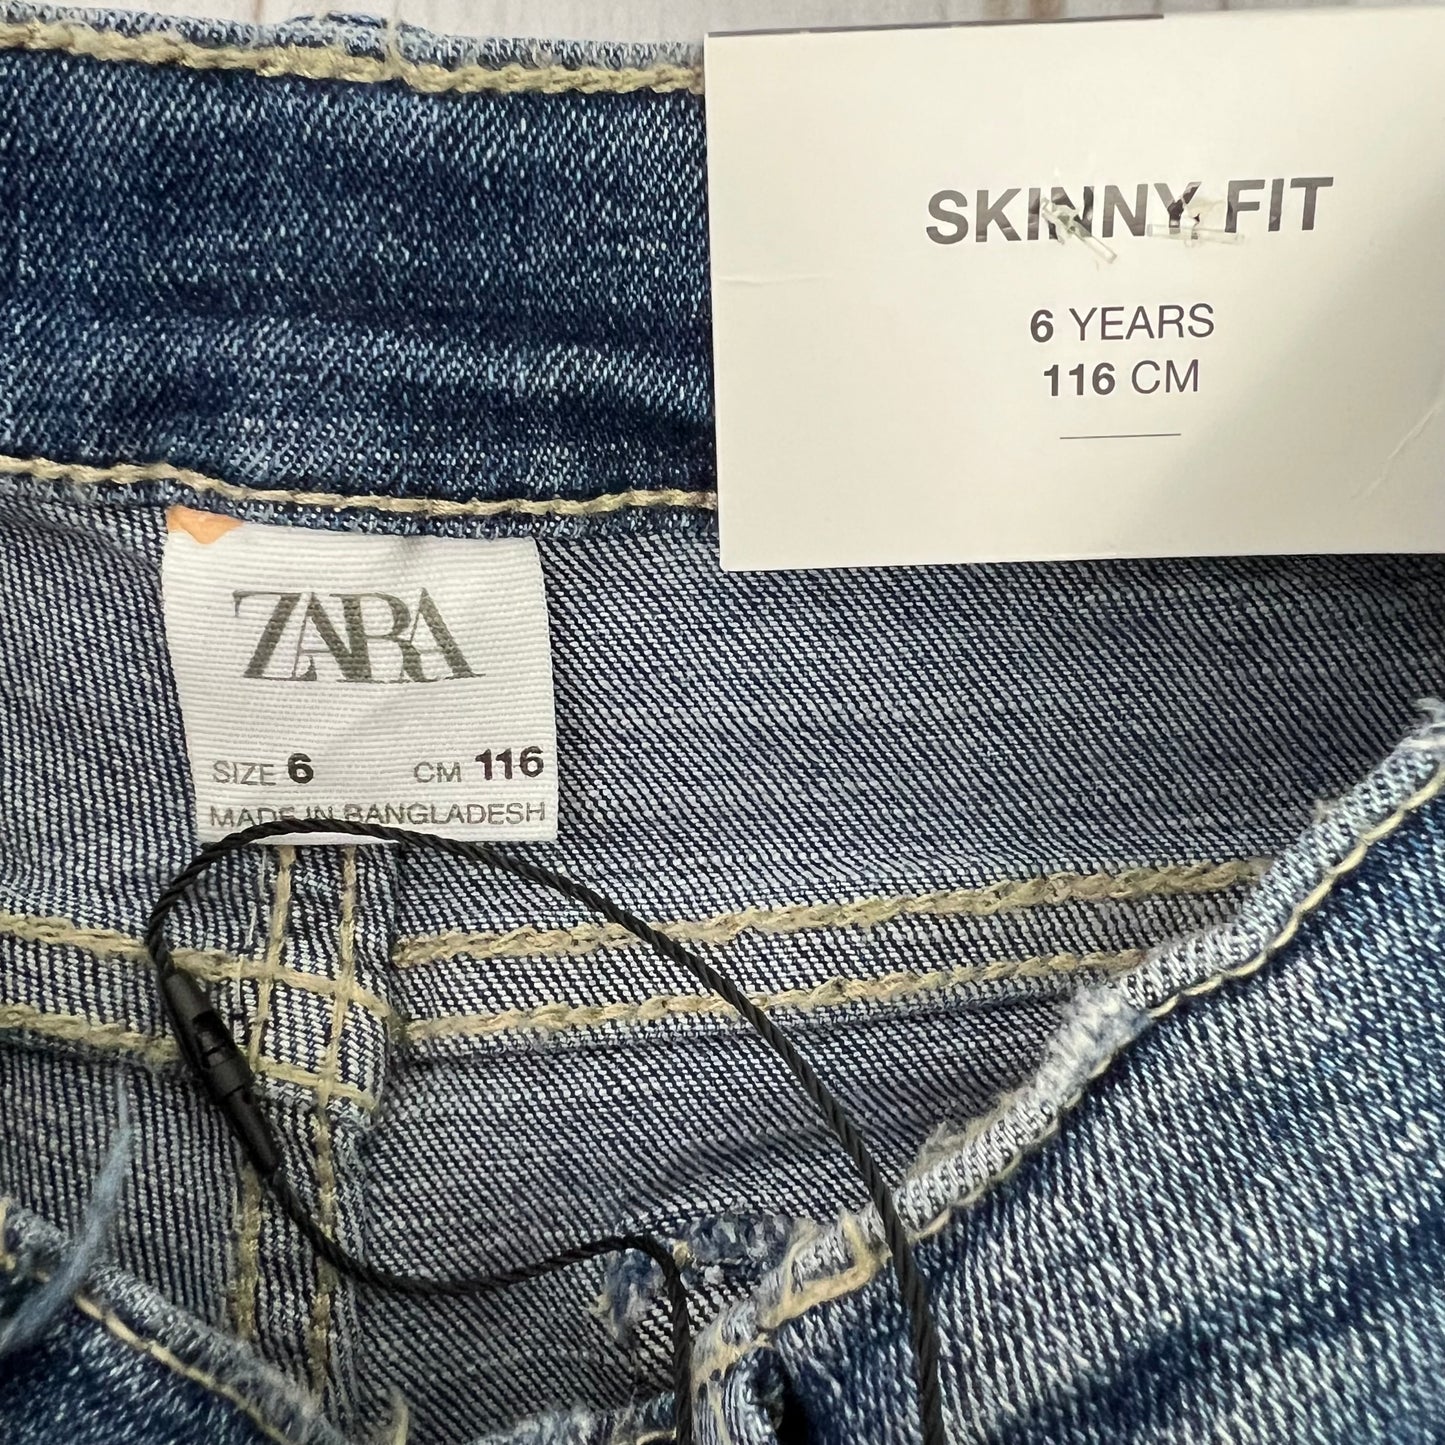 SKINNY FIT
6 YEARS
116 CM
ZARA
SIZE 6 CM 116
MADE IN BANGLADESH